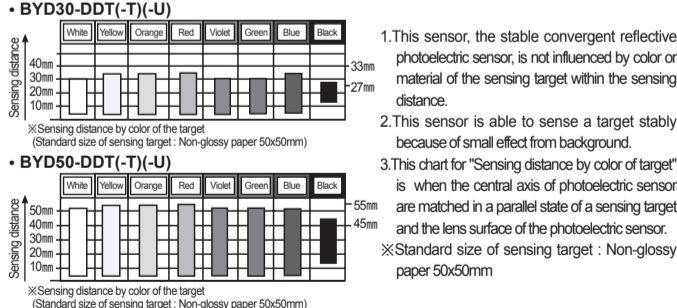 • BYD30-DDT(-T)(-U)
White Yellow Orange Red Violet Green Blue Black
Sensing distance
40mm
30mm
20mm
10mm
33mm
27mm
※Sensing distance by color of the target
(Standard size of sensing target : Non-glossy paper 50x50mm)
• BYD50-DDT(-T)(-U)
White Yellow Orange Red Violet Green Blue Black
Sensing distance
50mm
40mm
30mm
20mm
10mm
55mm
45mm
※Sensing distance by color of the target
(Standard size of sensing target : Non-glossy paper 50x50mm)
1.This sensor, the stable convergent reflective
photoelectric sensor, is not influenced by color or
material of the sensing target within the sensing
distance.
2.This sensor is able to sense a target stably
because of small effect from background.
3.This chart for "Sensing distance by color of target"
is when the central axis of photoelectric sensor
are matched in a parallel state of a sensing target
and the lens surface of the photoelectric sensor.
※Standard size of sensing target : Non-glossy
paper 50x50mm